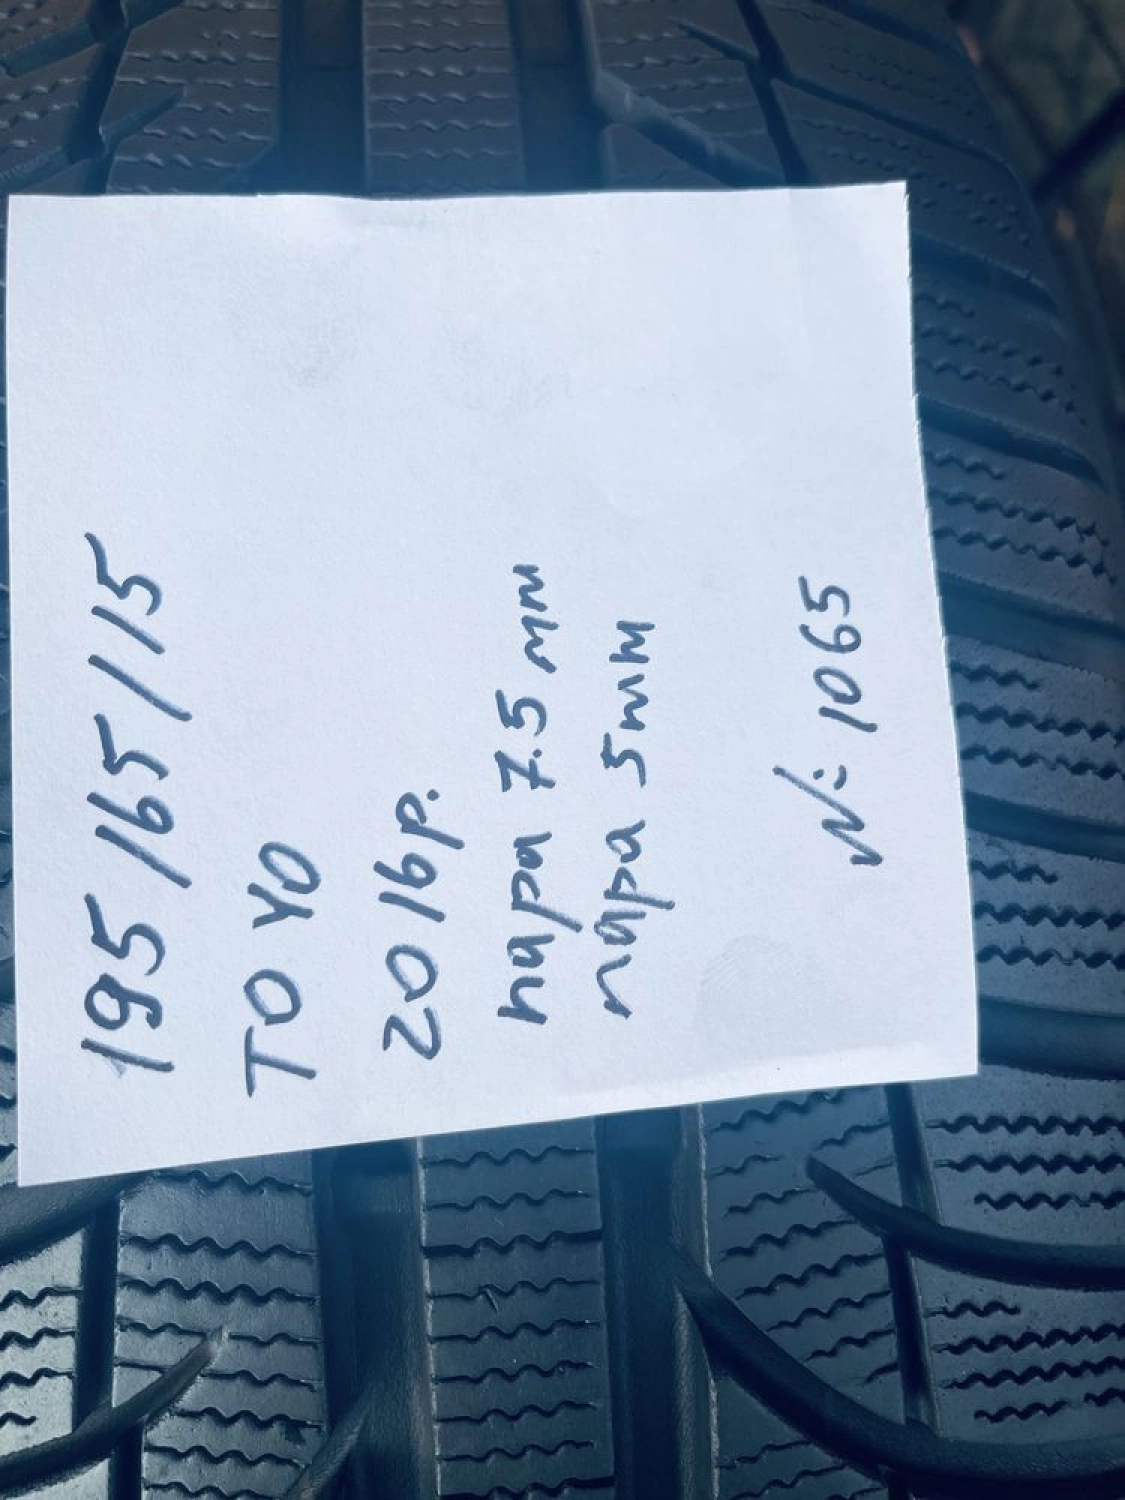 195/65/15
TOYO
2016р.
пара 7.5 мм
пара 5мм
№: 1065